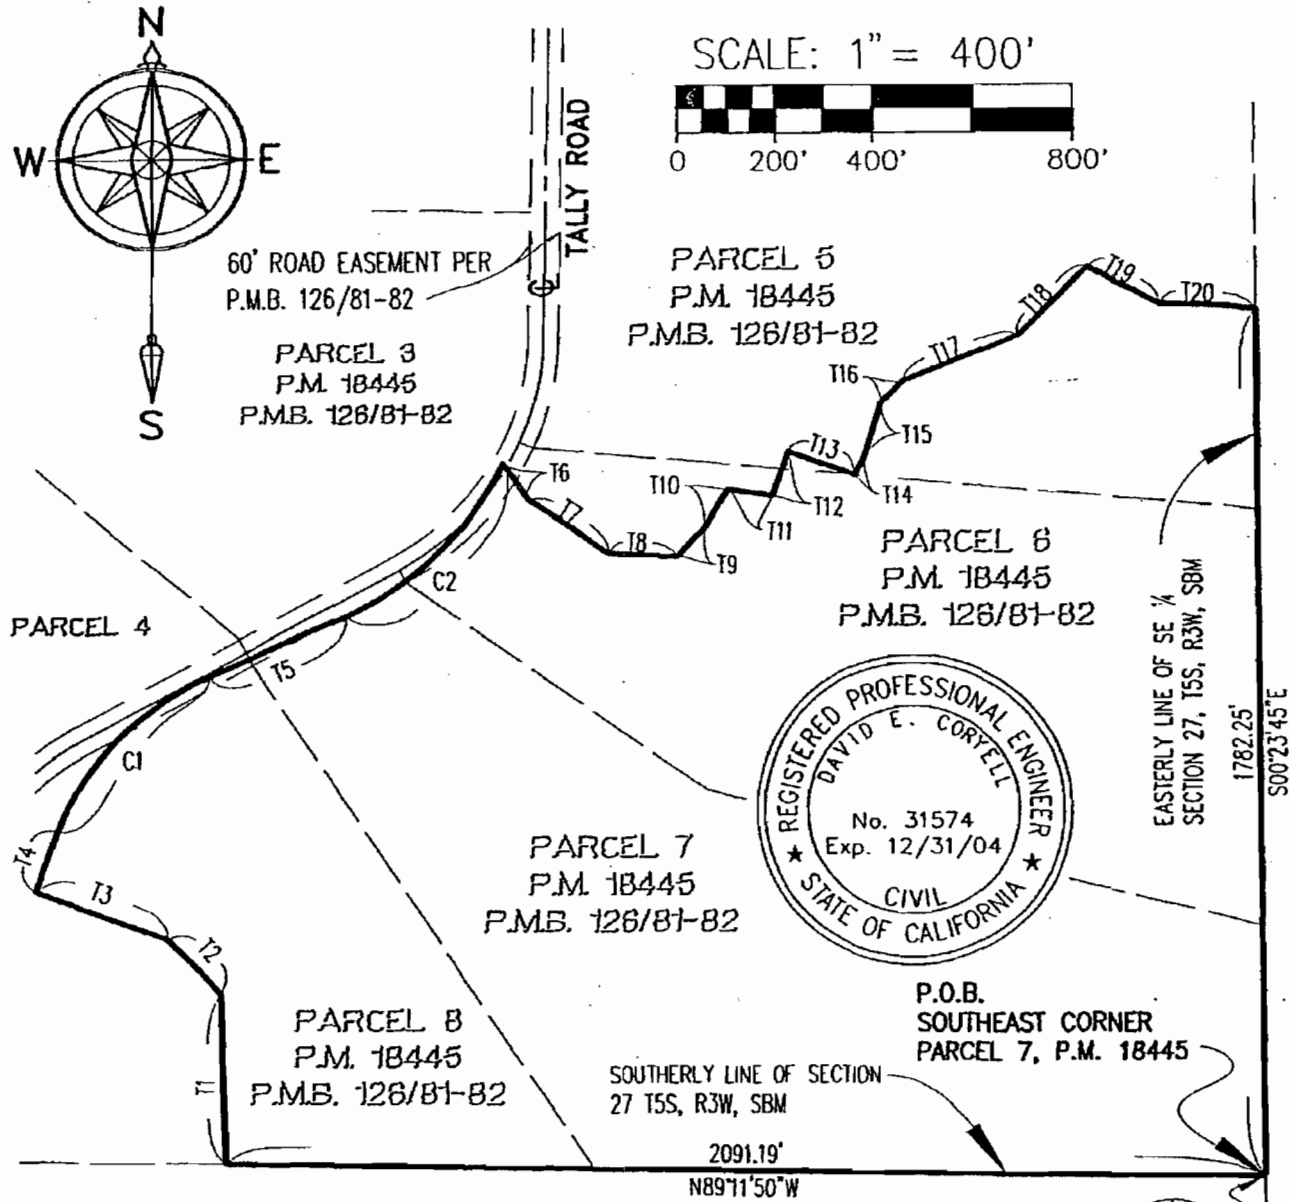 N
W
E
S
SCALE: 1" = 400'
0 200' 400' 800'
TALLY ROAD
60' ROAD EASEMENT PER
P.M.B. 126/81-82
PARCEL 3
P.M. 18445
P.M.B. 126/81-82
PARCEL 5
P.M. 18445
P.M.B. 126/81-82
T19
T20
T18
T17
T16
T15
T13
T14
T6
T10
T12
T7
T11
T8
T9
C2
PARCEL 6
P.M. 18445
P.M.B. 126/81-82
PARCEL 4
T5
C1
T4
T3
T2
T1
EASTERLY LINE OF SE ¼
SECTION 27, T5S, R3W, SBM
1782.25'
S00°23'45"E
REGISTERED PROFESSIONAL ENGINEER
DAVID E. CORYELL
No. 31574
Exp. 12/31/04
CIVIL
★ STATE OF CALIFORNIA ★
PARCEL 7
P.M. 18445
P.M.B. 126/81-82
P.O.B.
SOUTHEAST CORNER
PARCEL 7, P.M. 18445
PARCEL 8
P.M. 18445
P.M.B. 126/81-82
SOUTHERLY LINE OF SECTION
27 T5S, R3W, SBM
2091.19'
N89°11'50"W